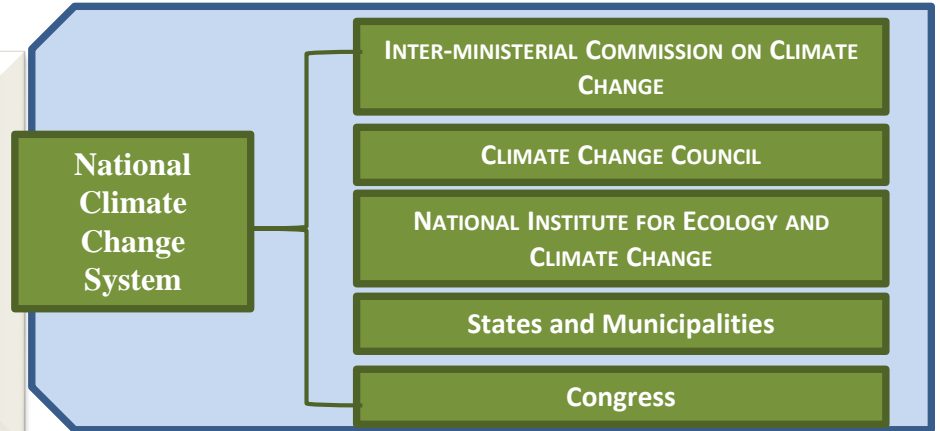 National
Climate
Change
System
INTER-MINISTERIAL COMMISSION ON CLIMATE
CHANGE
CLIMATE CHANGE COUNCIL
NATIONAL INSTITUTE FOR ECOLOGY AND
CLIMATE CHANGE
States and Municipalities
Congress